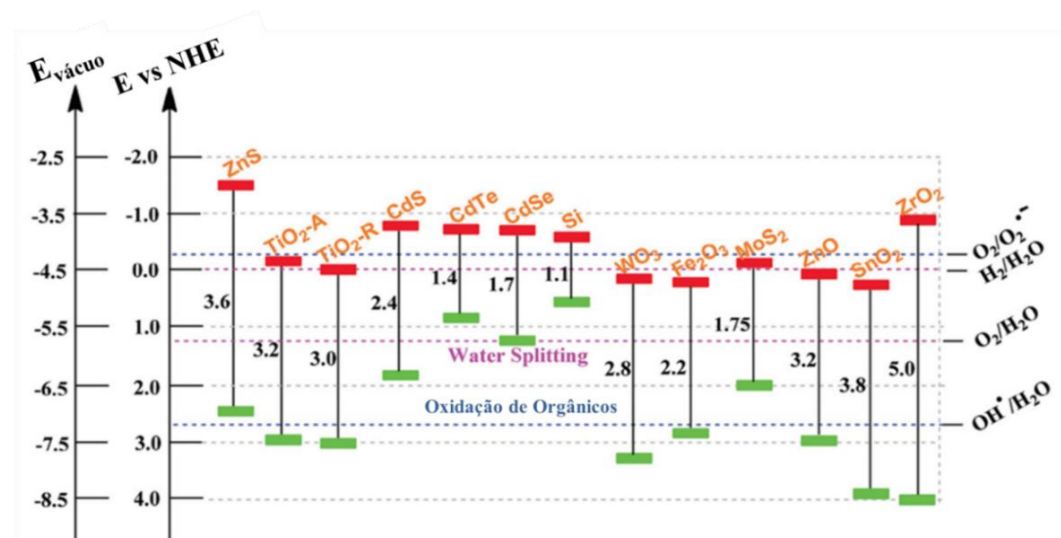 E vácuo
E vs NHE
-2.5
-3.5
-4.5
-5.5
-6.5
-7.5
-8.5
-2.0
-1.0
0.0
1.0
2.0
3.0
4.0
ZnS
TiO₂-A
TiO₂-R
CdS
CdTe
CdSe
Si
WO₃
Fe₂O₃
MoS₂
ZnO
SnO₂
ZrO₂
3.6
3.2
3.0
2.4
1.4
1.7
1.1
2.8
2.2
1.75
3.2
3.8
5.0
Water Splitting
Oxidação de Orgânicos
O₂/O₂•⁻
H₂/H₂O
O₂/H₂O
OH•/H₂O